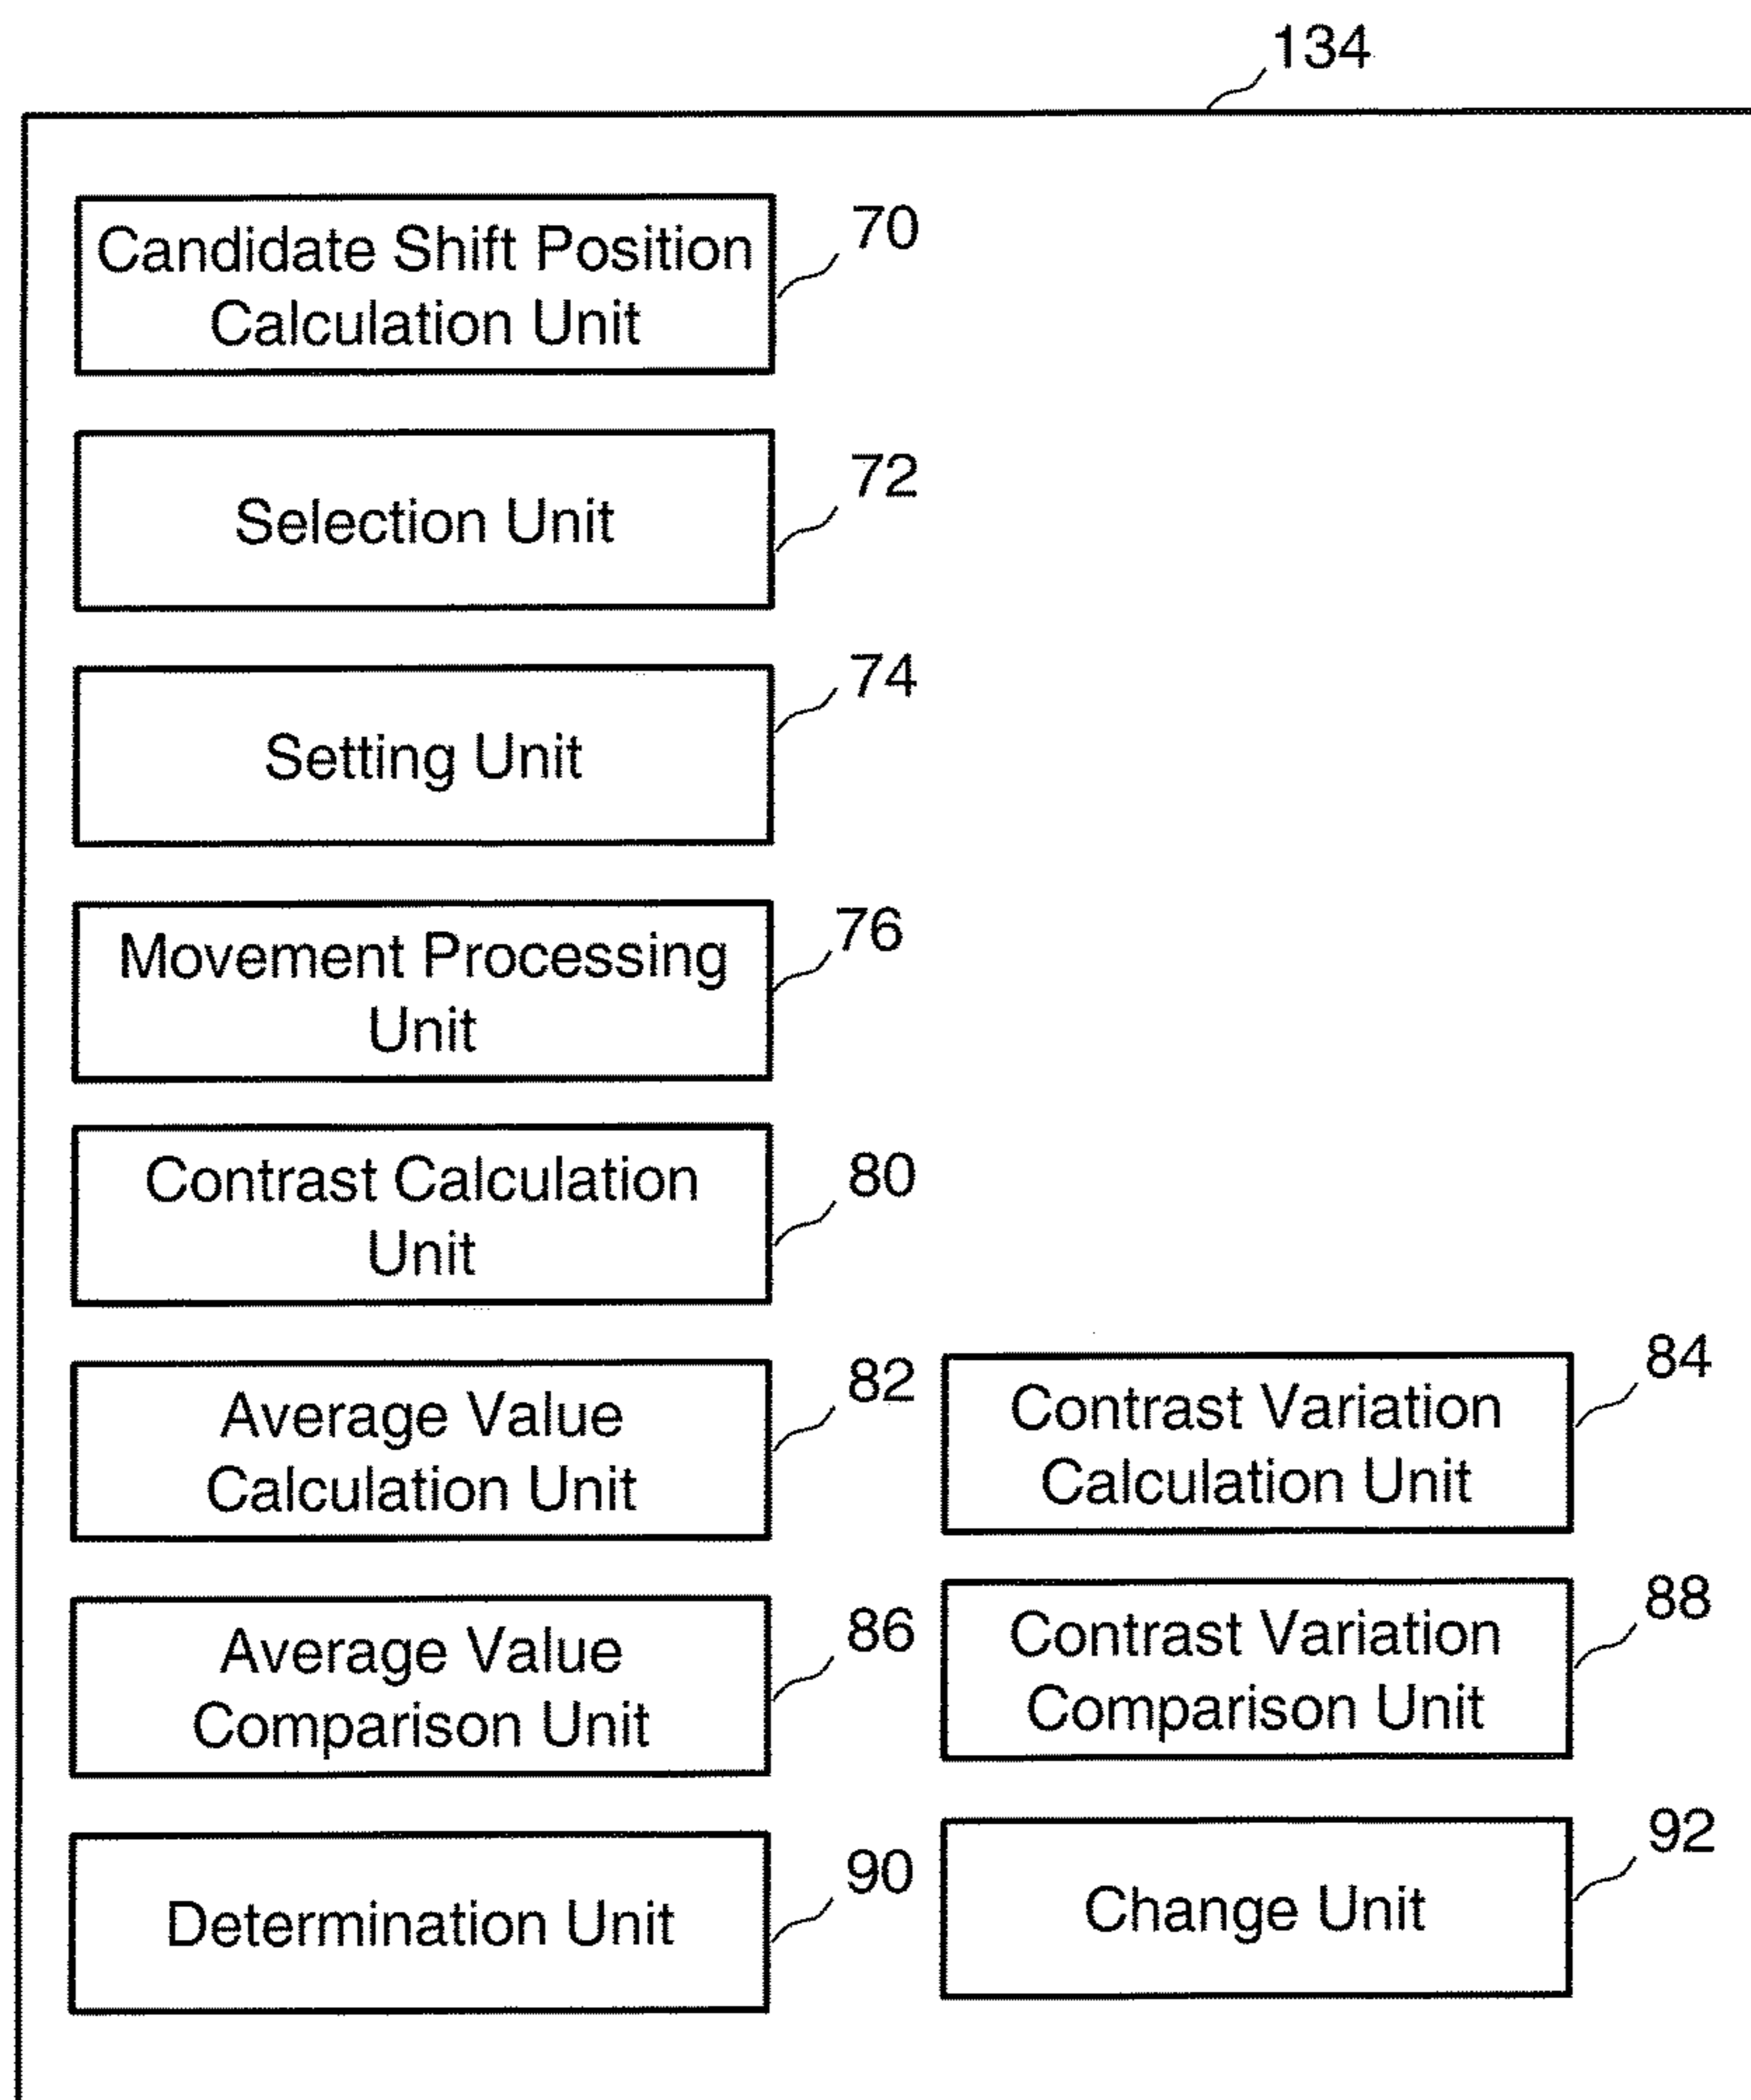 134
Candidate Shift Position
Calculation Unit
70
Selection Unit
72
Setting Unit
74
Movement Processing
Unit
76
Contrast Calculation
Unit
80
Average Value
Calculation Unit
82
Contrast Variation
Calculation Unit
84
Average Value
Comparison Unit
86
Contrast Variation
Comparison Unit
88
Determination Unit
90
Change Unit
92